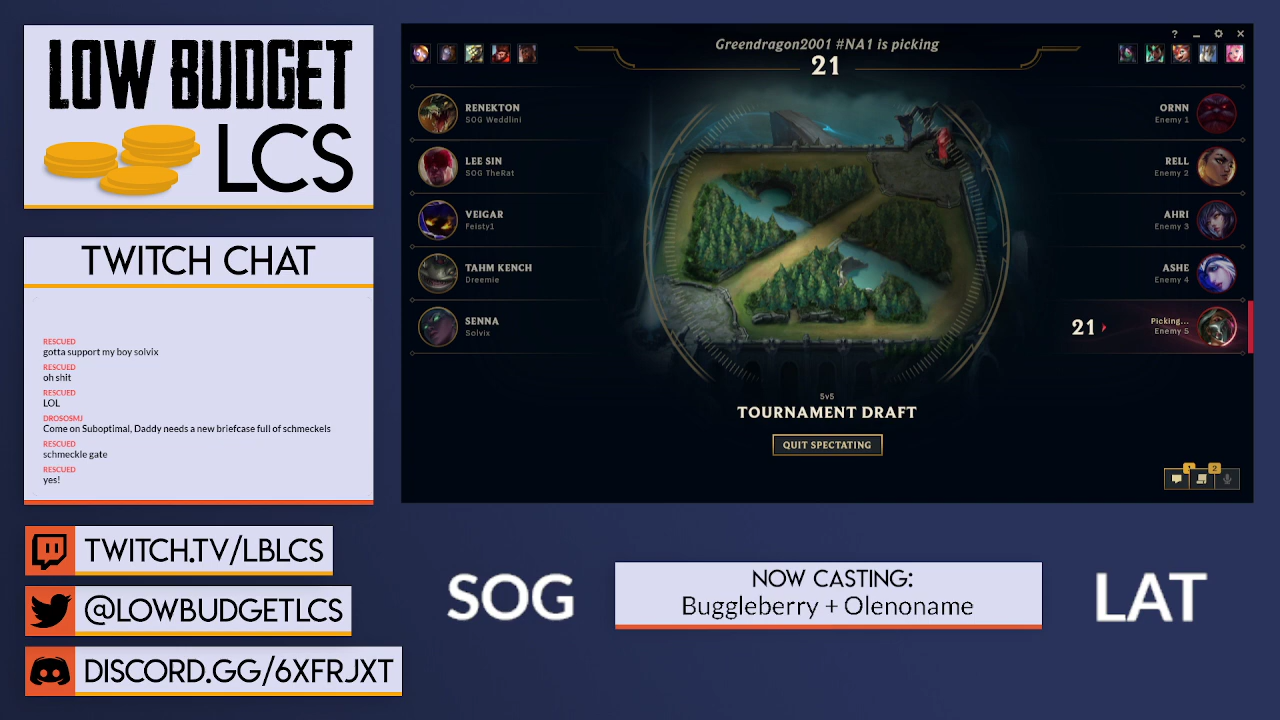 LOW BUDGET
LCS
TWITCH CHAT
RESCUED
gotta support my boy solvix
RESCUED
oh shit
RESCUED
LOL
DROSOSMJ
Come on Suboptimal, Daddy needs a new briefcase full of schmeckels
RESCUED
schmeckle gate
RESCUED
yes!
TWITCH.TV/LBLCS
@LOWBUDGETLCS
DISCORD.GG/6XFRJXT
Greendragon2001 #NA1 is picking
21
RENEKTON
SOG Weddlini
LEE SIN
SOG TheRat
VEIGAR
Feisty1
TAHM KENCH
Dreemie
SENNA
Solvix
ORNN
Enemy 1
RELL
Enemy 2
AHRI
Enemy 3
ASHE
Enemy 4
21
Picking...
Enemy 5
5v5
TOURNAMENT DRAFT
QUIT SPECTATING
1
2
SOG
NOW CASTING:
Buggleberry + Olenoname
LAT